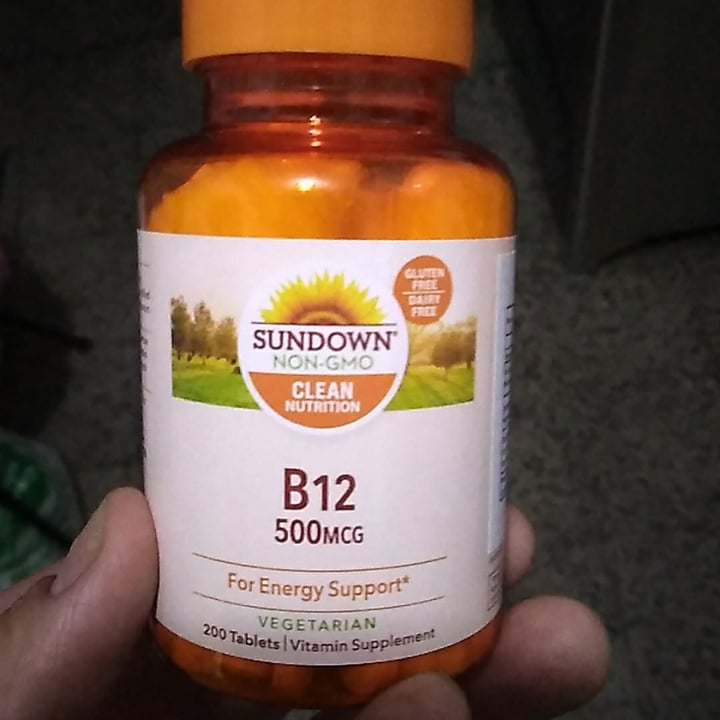 GLUTEN
FREE
DAIRY
FREE
SUNDOWN®
NON-GMO
CLEAN
NUTRITION
B12
500MCG
For Energy Support*
VEGETARIAN
200 Tablets | Vitamin Supplement